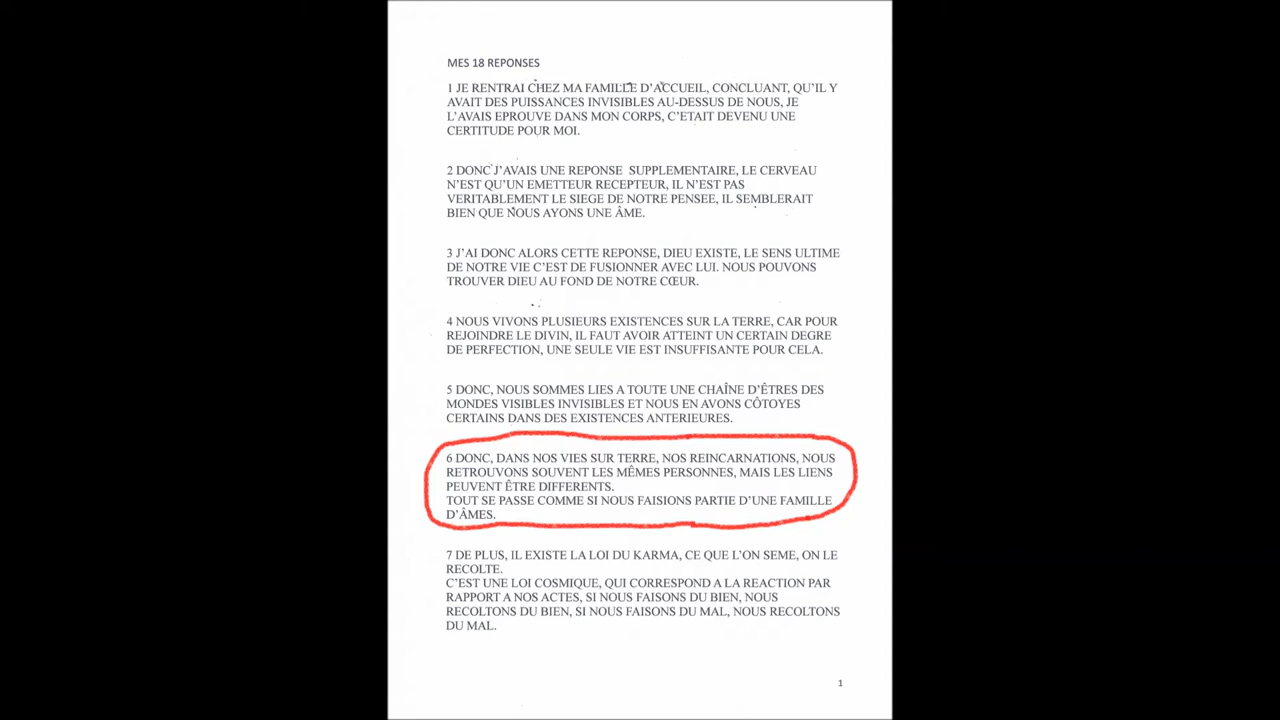 MES 18 REPONSES
1 JE RENTRAI CHEZ MA FAMILLE D'ACCUEIL, CONCLUANT, QU'IL Y
AVAIT DES PUISSANCES INVISIBLES AU-DESSUS DE NOUS, JE
L'AVAIS EPROUVE DANS MON CORPS, C'ETAIT DEVENU UNE
CERTITUDE POUR MOI.
2 DONC J'AVAIS UNE REPONSE SUPPLEMENTAIRE, LE CERVEAU
N'EST QU'UN EMETTEUR RECEPTEUR, IL N'EST PAS
VERITABLEMENT LE SIEGE DE NOTRE PENSEE, IL SEMBLERAIT
BIEN QUE NOUS AYONS UNE ÂME.
3 J'AI DONC ALORS CETTE REPONSE, DIEU EXISTE, LE SENS ULTIME
DE NOTRE VIE C'EST DE FUSIONNER AVEC LUI. NOUS POUVONS
TROUVER DIEU AU FOND DE NOTRE CŒUR.
4 NOUS VIVONS PLUSIEURS EXISTENCES SUR LA TERRE, CAR POUR
REJOINDRE LE DIVIN, IL FAUT AVOIR ATTEINT UN CERTAIN DEGRE
DE PERFECTION, UNE SEULE VIE EST INSUFFISANTE POUR CELA.
5 DONC, NOUS SOMMES LIES A TOUTE UNE CHAÎNE D'ÊTRES DES
MONDES VISIBLES INVISIBLES ET NOUS EN AVONS CÔTOYES
CERTAINS DANS DES EXISTENCES ANTERIEURES.
6 DONC, DANS NOS VIES SUR TERRE, NOS REINCARNATIONS, NOUS
RETROUVONS SOUVENT LES MÊMES PERSONNES, MAIS LES LIENS
PEUVENT ÊTRE DIFFERENTS.
TOUT SE PASSE COMME SI NOUS FAISIONS PARTIE D'UNE FAMILLE
D'ÂMES.
7 DE PLUS, IL EXISTE LA LOI DU KARMA, CE QUE L'ON SEME, ON LE
RECOLTE.
C'EST UNE LOI COSMIQUE, QUI CORRESPOND A LA REACTION PAR
RAPPORT A NOS ACTES, SI NOUS FAISONS DU BIEN, NOUS
RECOLTONS DU BIEN, SI NOUS FAISONS DU MAL, NOUS RECOLTONS
DU MAL.
1